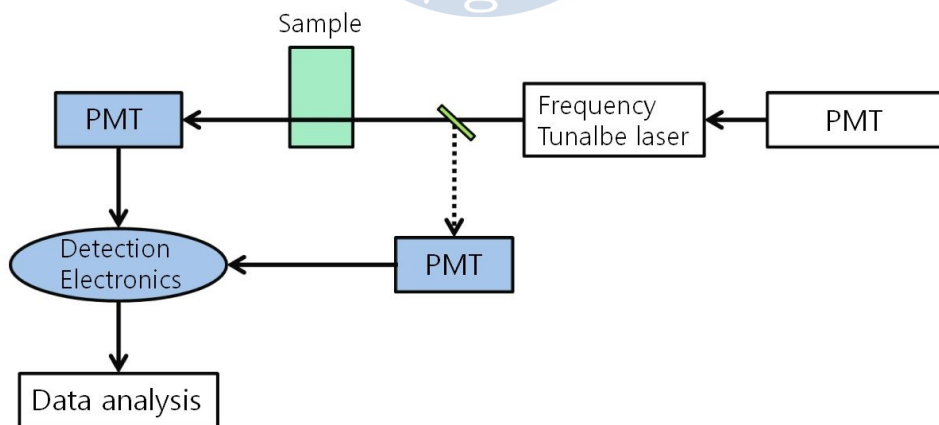 Sample
PMT
Frequency
Tunalbe laser
PMT
Detection
Electronics
PMT
Data analysis